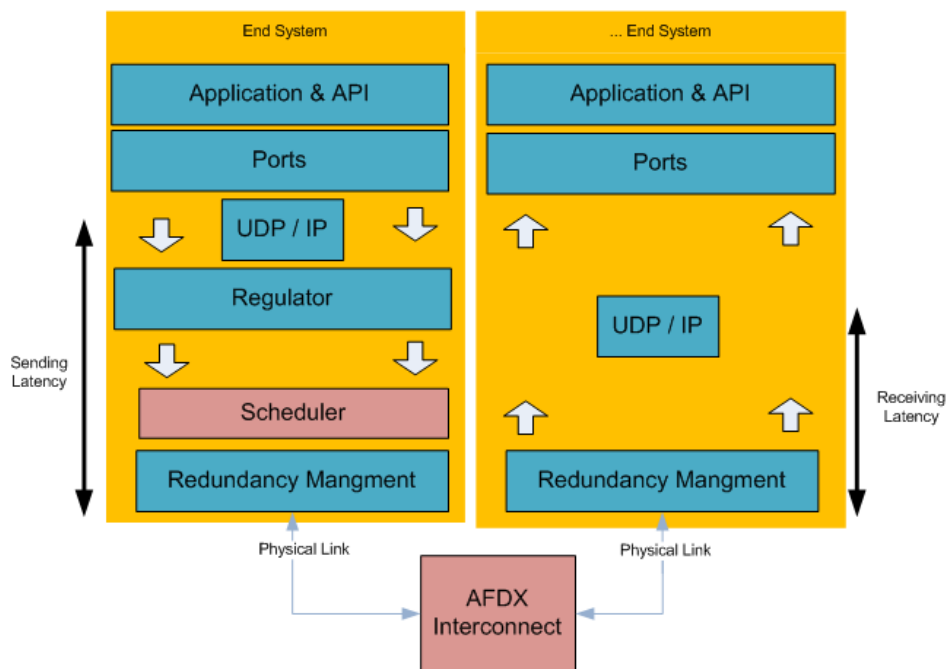 End System
Application & API
Ports
UDP / IP
Regulator
Scheduler
Redundancy Mangment
Sending
Latency
... End System
Application & API
Ports
UDP / IP
Redundancy Mangment
Receiving
Latency
Physical Link
Physical Link
AFDX
Interconnect